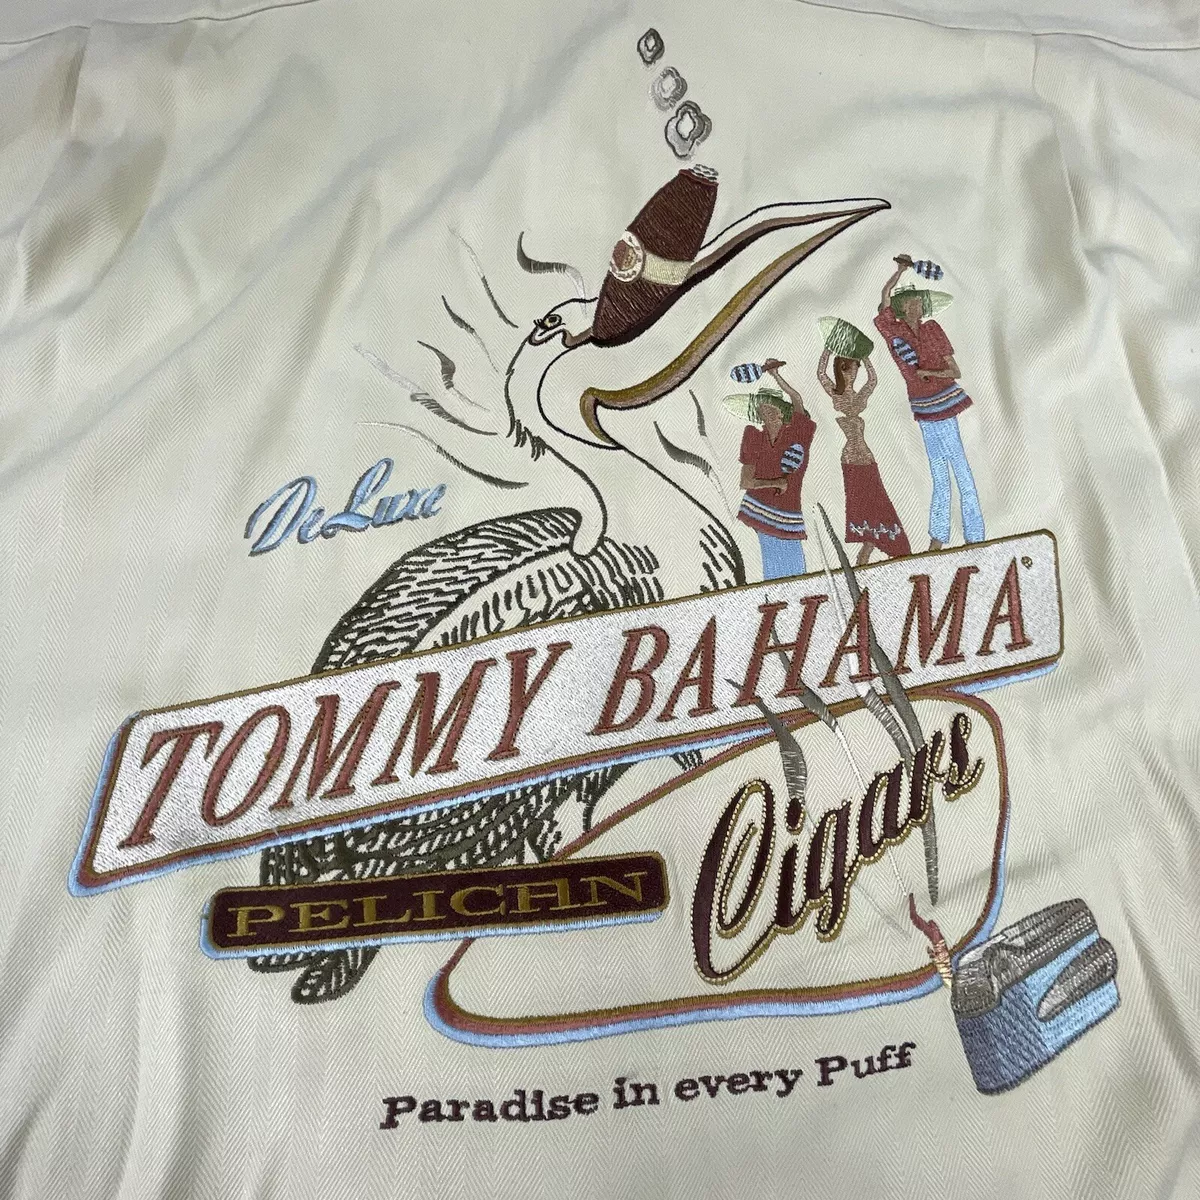 DeLuxe
TOMMY BAHAMA®
Cigars
PELICAN
Paradise in every Puff